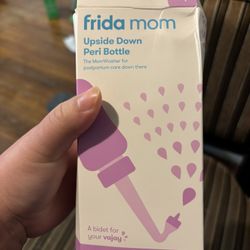 frida mom
Upside Down
Peri Bottle
The MomWasher for
postpartum care down there
A bidet for
your vajay